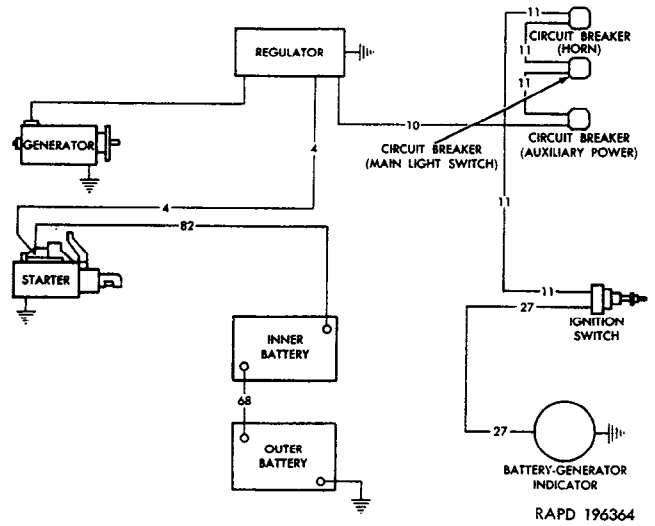 11
CIRCUIT BREAKER
(HORN)
REGULATOR
11
11
10
GENERATOR
CIRCUIT BREAKER
(MAIN LIGHT SWITCH)
CIRCUIT BREAKER
(AUXILIARY POWER)
4
4
11
82
STARTER
11
27
IGNITION
SWITCH
INNER
BATTERY
68
OUTER
BATTERY
27
BATTERY-GENERATOR
INDICATOR
RAPD 196364